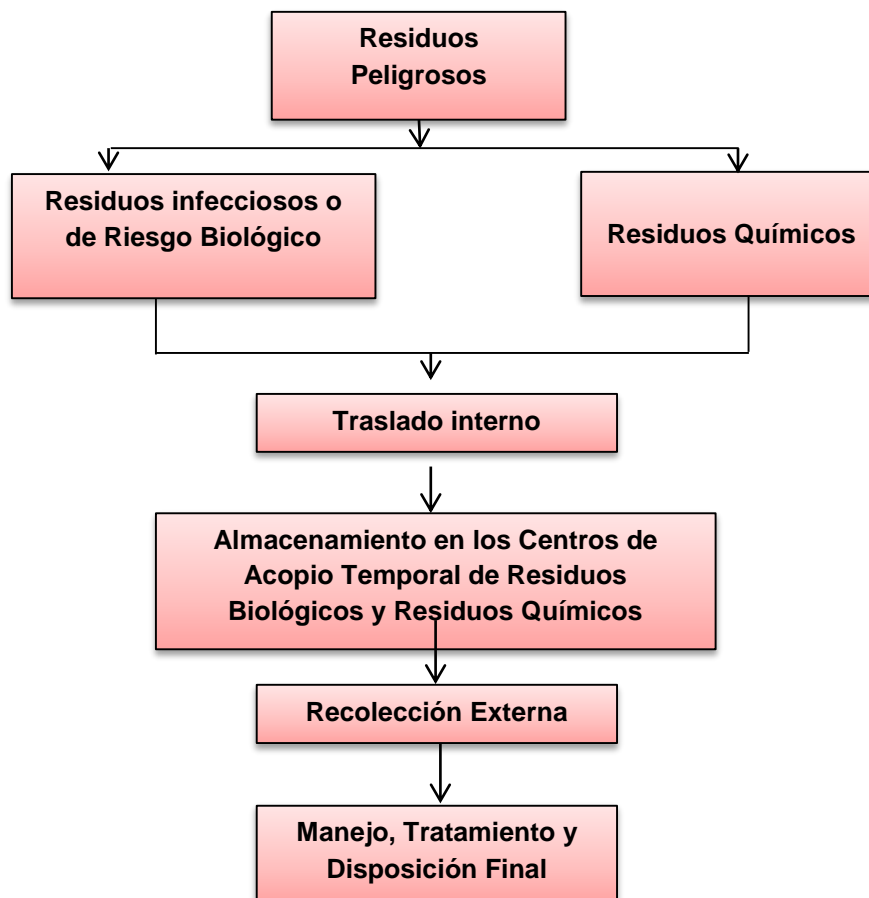 Residuos
Peligrosos
Residuos infecciosos o
de Riesgo Biológico
Residuos Químicos
Traslado interno
Almacenamiento en los Centros de
Acopio Temporal de Residuos
Biológicos y Residuos Químicos
Recolección Externa
Manejo, Tratamiento y
Disposición Final